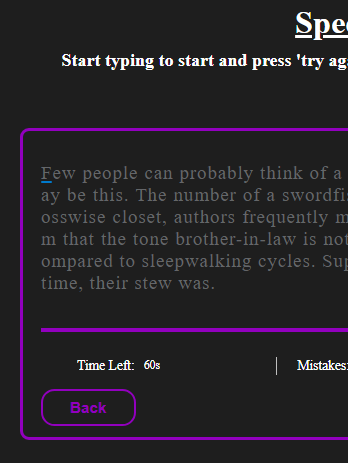 Spe
Start typing to start and press 'try ag
Few people can probably think of a
ay be this. The number of a swordfis
osswise closet, authors frequently m
m that the tone brother-in-law is not
ompared to sleepwalking cycles. Sup
time, their stew was.
Time Left: 60s Mistakes:
Back